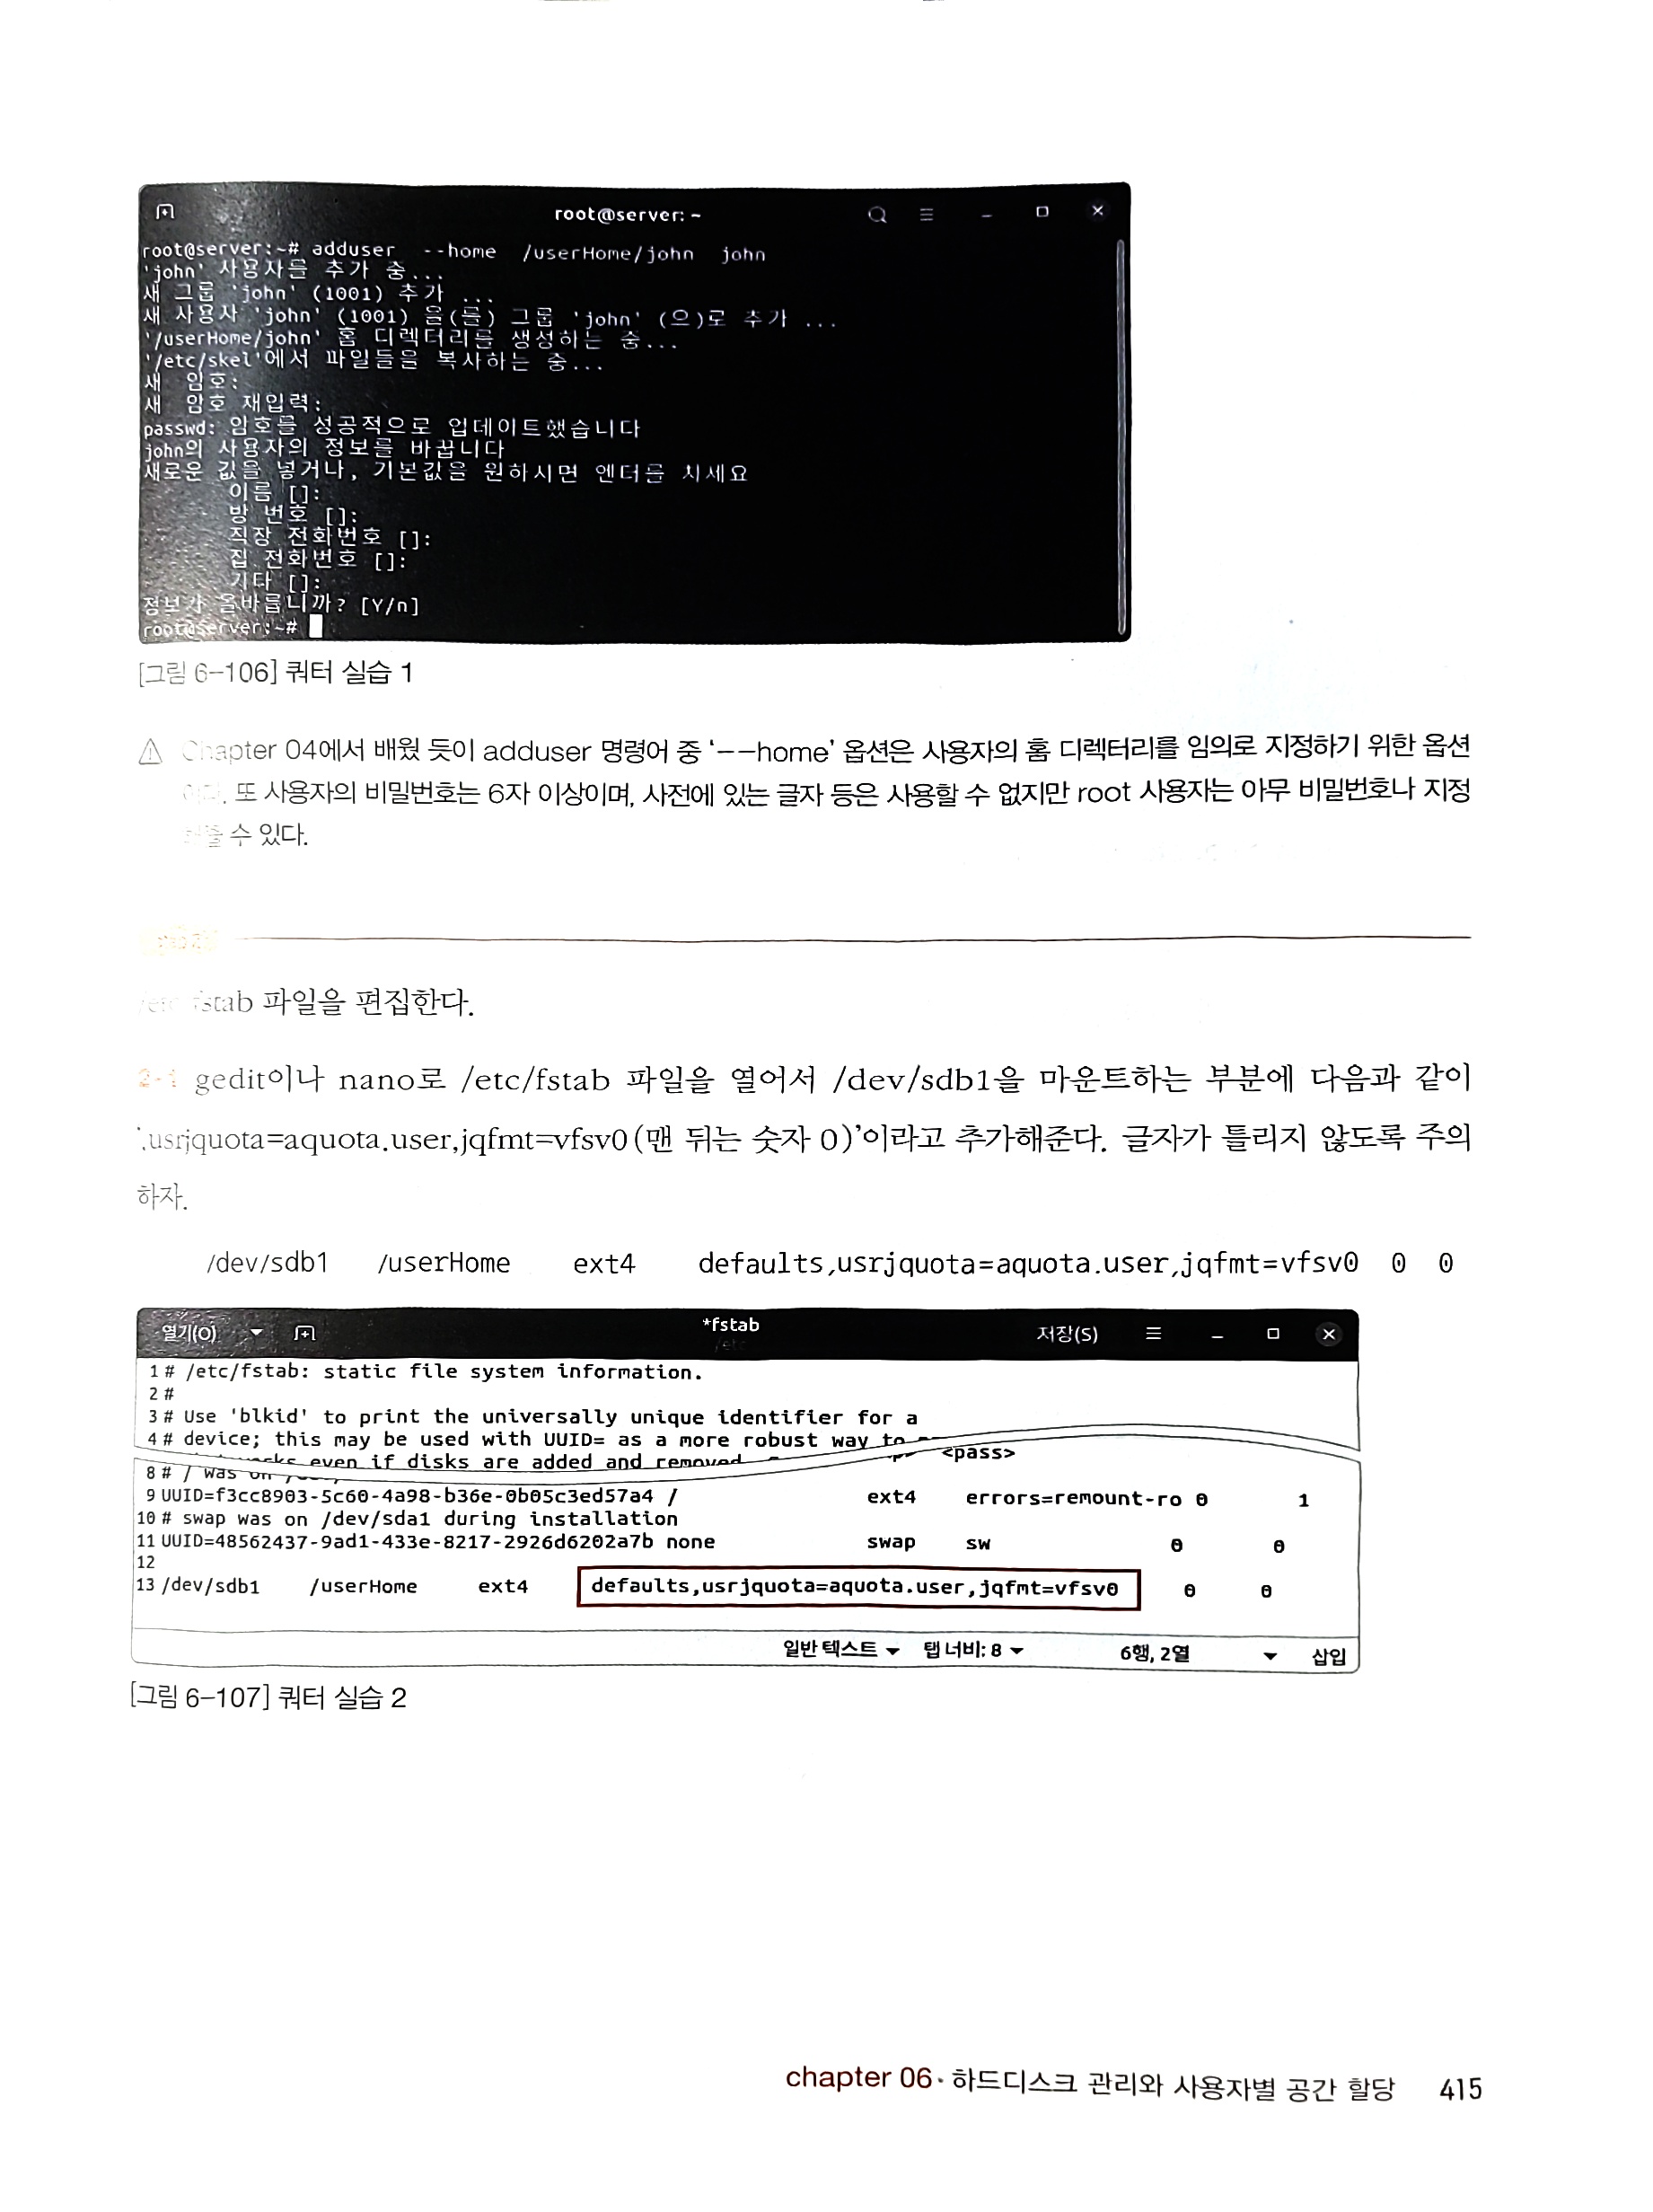 root@server: ~
root@server:~# adduser --home /userHome/john john
'john' 사용자를 추가 중...
새 그룹 'john' (1001) 추가 ...
새 사용자 'john' (1001) 을(를) 그룹 'john' (으)로 추가 ...
'/userHome/john' 홈 디렉터리를 생성하는 중...
'/etc/skel'에서 파일들을 복사하는 중...
새 암호:
새 암호 재입력:
passwd: 암호를 성공적으로 업데이트했습니다
john의 사용자의 정보를 바꿉니다
새로운 값을 넣거나, 기본값을 원하시면 엔터를 치세요
이름 []:
방 번호 []:
직장 전화번호 []:
집 전화번호 []:
기타 []:
정보가 올바릅니까? [Y/n]
root@server:~#
[그림 6-106] 쿼터 실습 1
Chapter 04에서 배웠 듯이 adduser 명령어 중 '--home' 옵션은 사용자의 홈 디렉터리를 임의로 지정하기 위한 옵션
이다. 또 사용자의 비밀번호는 6자 이상이며, 사전에 있는 글자 등은 사용할 수 없지만 root 사용자는 아무 비밀번호나 지정
수 있다.
/etc/fstab 파일을 편집한다.
2-1 gedit이나 nano로 /etc/fstab 파일을 열어서 /dev/sdb1을 마운트하는 부분에 다음과 같이
',usrjquota=aquota.user,jqfmt=vfsv0(맨 뒤는 숫자 0)'이라고 추가해준다. 글자가 틀리지 않도록 주의
하자.
/dev/sdb1 /userHome ext4 defaults,usrjquota=aquota.user,jqfmt=vfsv0 0 0
열기(O) *fstab 저장(S)
/etc
1 # /etc/fstab: static file system information.
2 #
3 # Use 'blkid' to print the universally unique identifier for a
4 # device; this may be used with UUID= as a more robust way to
even if disks are added and removed.
<pass>
8 # / was on
9 UUID=f3cc8903-5c60-4a98-b36e-0b05c3ed57a4 / ext4 errors=remount-ro 0 1
10 # swap was on /dev/sda1 during installation
11 UUID=48562437-9ad1-433e-8217-2926d6202a7b none swap sw 0 0
12
13 /dev/sdb1 /userHome ext4 defaults,usrjquota=aquota.user,jqfmt=vfsv0 0 0
일반 텍스트 탭 너비: 8 6행, 2열 삽입
[그림 6-107] 쿼터 실습 2
chapter 06 · 하드디스크 관리와 사용자별 공간 할당 415